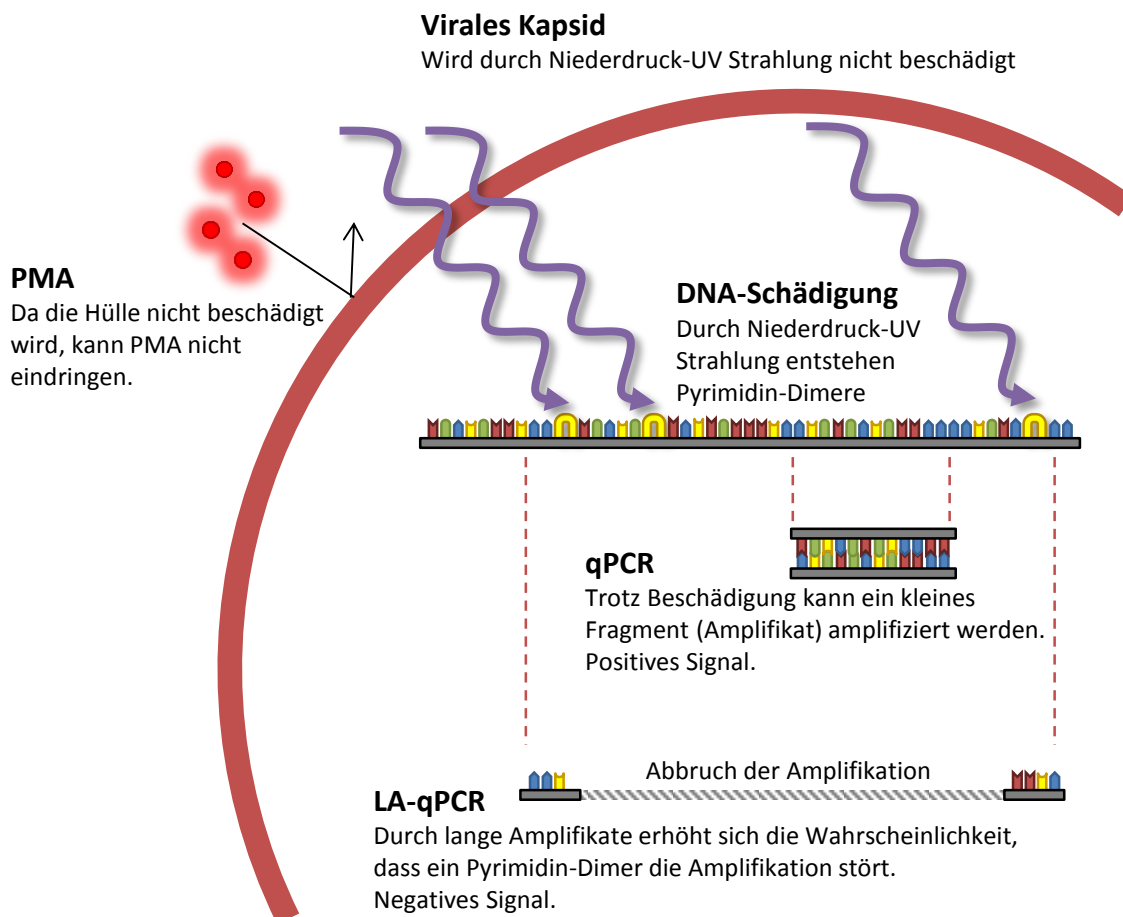 Virales Kapsid
Wird durch Niederdruck-UV Strahlung nicht beschädigt
PMA
Da die Hülle nicht beschädigt
wird, kann PMA nicht
eindringen.
DNA-Schädigung
Durch Niederdruck-UV
Strahlung entstehen
Pyrimidin-Dimere
qPCR
Trotz Beschädigung kann ein kleines
Fragment (Amplifikat) amplifiziert werden.
Positives Signal.
Abbruch der Amplifikation
LA-qPCR
Durch lange Amplifikate erhöht sich die Wahrscheinlichkeit,
dass ein Pyrimidin-Dimer die Amplifikation stört.
Negatives Signal.